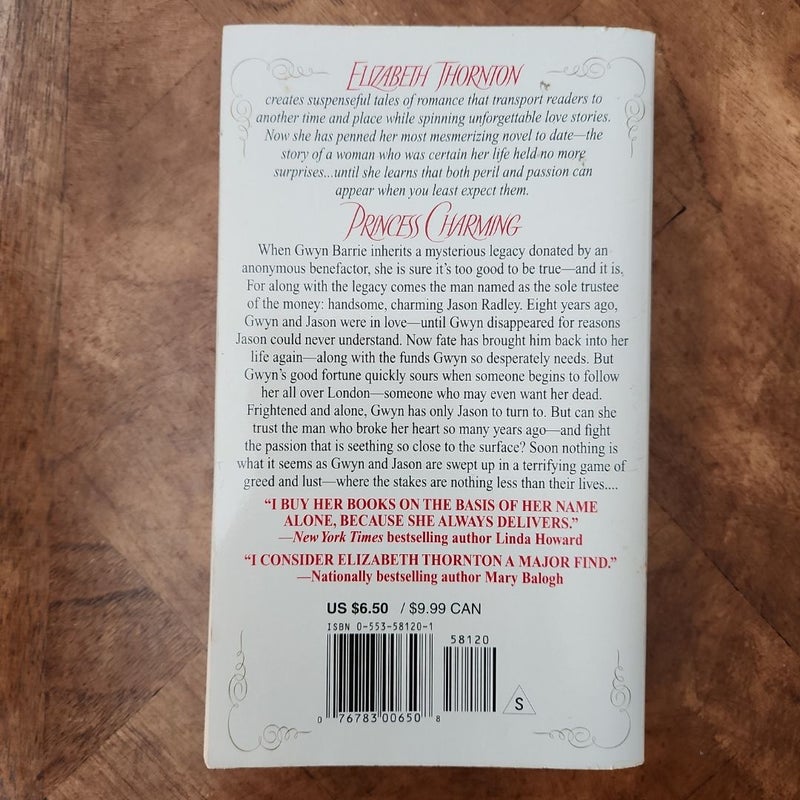 ELIZABETH THORNTON
creates suspenseful tales of romance that transport readers to
another time and place while spinning unforgettable love stories.
Now she has penned her most mesmerizing novel to date—the
story of a woman who was certain her life held no more
surprises...until she learns that both peril and passion can
appear when you least expect them.
PRINCESS CHARMING
When Gwyn Barrie inherits a mysterious legacy donated by an
anonymous benefactor, she is sure it's too good to be true—and it is.
For along with the legacy comes the man named as the sole trustee
of the money: handsome, charming Jason Radley. Eight years ago,
Gwyn and Jason were in love—until Gwyn disappeared for reasons
Jason could never understand. Now fate has brought him back into her
life again—along with the funds Gwyn so desperately needs. But
Gwyn's good fortune quickly sours when someone begins to follow
her all over London—someone who may even want her dead.
Frightened and alone, Gwyn has only Jason to turn to. But can she
trust the man who broke her heart so many years ago—and fight
the passion that is seething so close to the surface? Soon nothing is
what it seems as Gwyn and Jason are swept up in a terrifying game of
greed and lust—where the stakes are nothing less than their lives....
"I BUY HER BOOKS ON THE BASIS OF HER NAME
ALONE, BECAUSE SHE ALWAYS DELIVERS."
—New York Times bestselling author Linda Howard
"I CONSIDER ELIZABETH THORNTON A MAJOR FIND."
—Nationally bestselling author Mary Balogh
US $6.50 / $9.99 CAN
ISBN 0-553-58120-1
58120
S
0 76783 00650 8